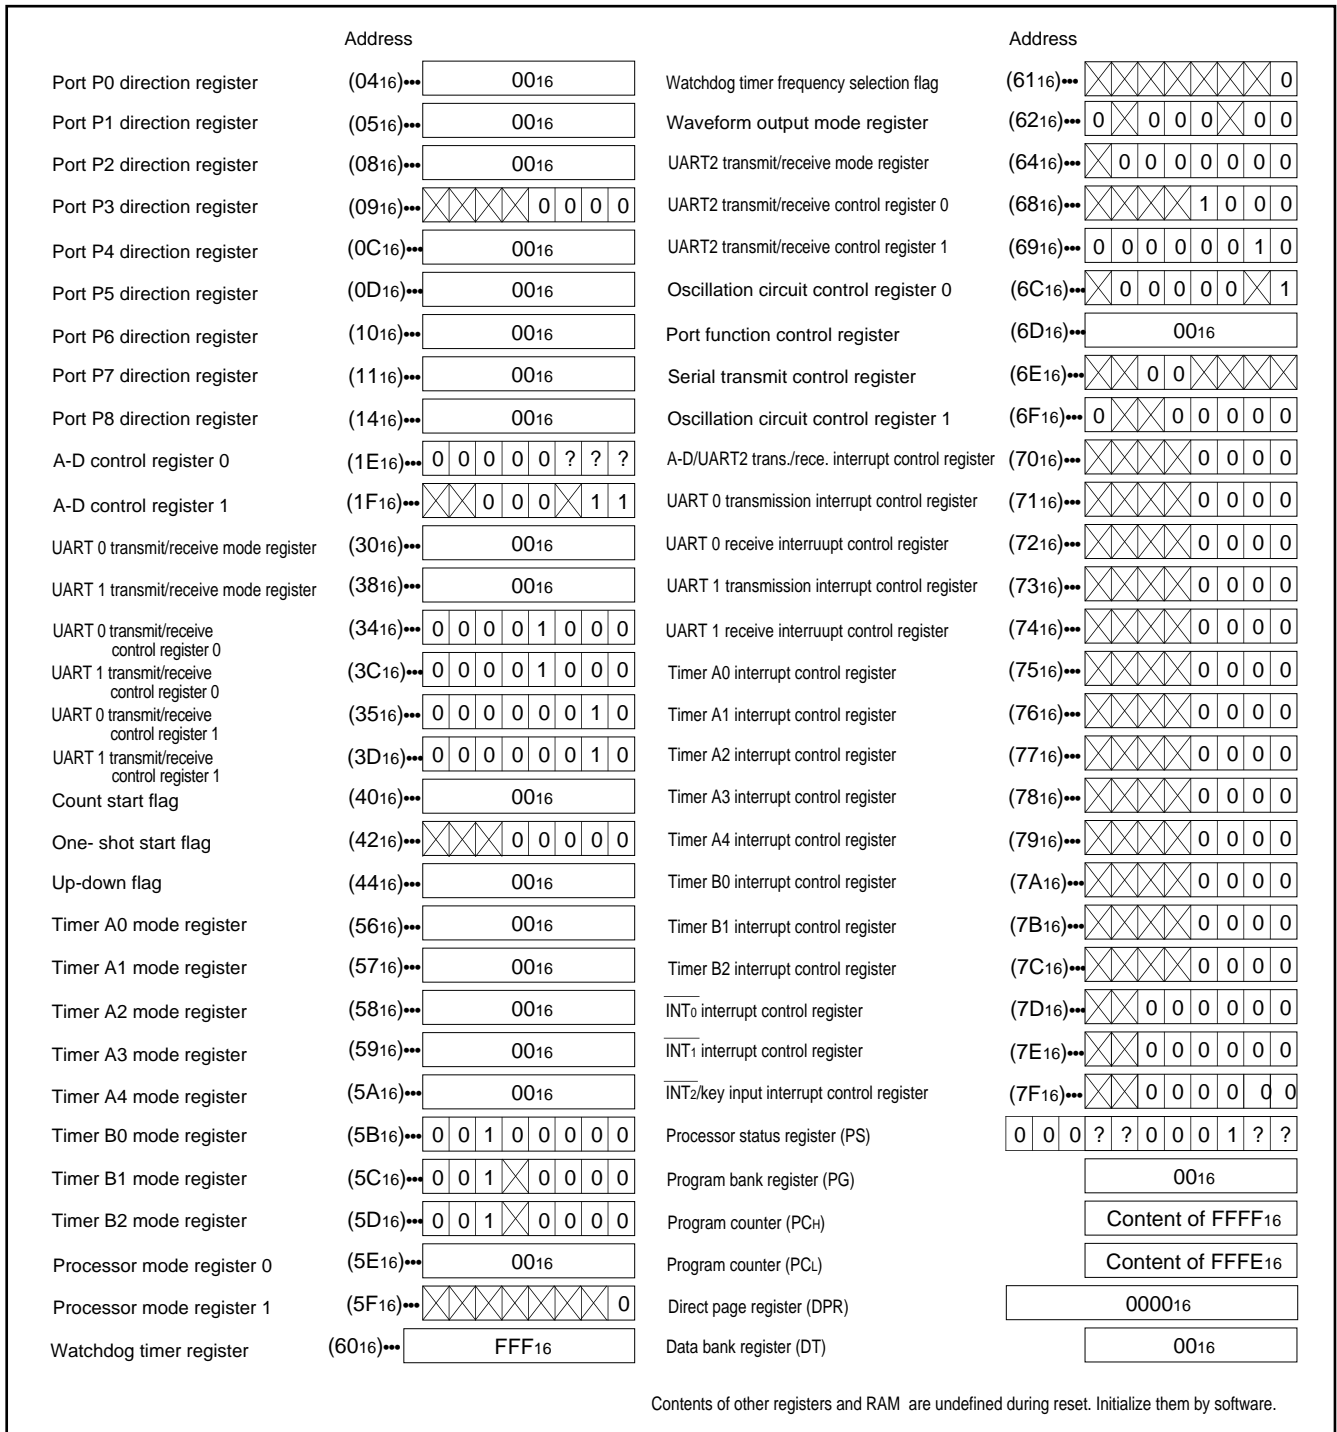 Address
Port P0 direction register (0416)••• 0016
Port P1 direction register (0516)••• 0016
Port P2 direction register (0816)••• 0016
Port P3 direction register (0916)••• 0 0 0 0
Port P4 direction register (0C16)••• 0016
Port P5 direction register (0D16)••• 0016
Port P6 direction register (1016)••• 0016
Port P7 direction register (1116)••• 0016
Port P8 direction register (1416)••• 0016
A-D control register 0 (1E16)••• 0 0 0 0 0 ? ? ?
A-D control register 1 (1F16)••• 0 0 0 1 1
UART 0 transmit/receive mode register (3016)••• 0016
UART 1 transmit/receive mode register (3816)••• 0016
UART 0 transmit/receive (3416)••• 0 0 0 0 1 0 0 0
control register 0
UART 1 transmit/receive (3C16)••• 0 0 0 0 1 0 0 0
control register 0
UART 0 transmit/receive (3516)••• 0 0 0 0 0 0 1 0
control register 1
UART 1 transmit/receive (3D16)••• 0 0 0 0 0 0 1 0
control register 1
Count start flag (4016)••• 0016
One- shot start flag (4216)••• 0 0 0 0 0
Up-down flag (4416)••• 0016
Timer A0 mode register (5616)••• 0016
Timer A1 mode register (5716)••• 0016
Timer A2 mode register (5816)••• 0016
Timer A3 mode register (5916)••• 0016
Timer A4 mode register (5A16)••• 0016
Timer B0 mode register (5B16)••• 0 0 1 0 0 0 0 0
Timer B1 mode register (5C16)••• 0 0 1 0 0 0 0
Timer B2 mode register (5D16)••• 0 0 1 0 0 0 0
Processor mode register 0 (5E16)••• 0016
Processor mode register 1 (5F16)••• 0
Watchdog timer register (6016)••• FFF16
Address
Watchdog timer frequency selection flag (6116)••• 0
Waveform output mode register (6216)••• 0 0 0 0 0 0
UART2 transmit/receive mode register (6416)••• 0 0 0 0 0 0 0
UART2 transmit/receive control register 0 (6816)••• 1 0 0 0
UART2 transmit/receive control register 1 (6916)••• 0 0 0 0 0 0 1 0
Oscillation circuit control register 0 (6C16)••• 0 0 0 0 0 1
Port function control register (6D16)••• 0016
Serial transmit control register (6E16)••• 0 0
Oscillation circuit control register 1 (6F16)••• 0 0 0 0 0 0
A-D/UART2 trans./rece. interrupt control register (7016)••• 0 0 0 0
UART 0 transmission interrupt control register (7116)••• 0 0 0 0
UART 0 receive interruupt control register (7216)••• 0 0 0 0
UART 1 transmission interrupt control register (7316)••• 0 0 0 0
UART 1 receive interruupt control register (7416)••• 0 0 0 0
Timer A0 interrupt control register (7516)••• 0 0 0 0
Timer A1 interrupt control register (7616)••• 0 0 0 0
Timer A2 interrupt control register (7716)••• 0 0 0 0
Timer A3 interrupt control register (7816)••• 0 0 0 0
Timer A4 interrupt control register (7916)••• 0 0 0 0
Timer B0 interrupt control register (7A16)••• 0 0 0 0
Timer B1 interrupt control register (7B16)••• 0 0 0 0
Timer B2 interrupt control register (7C16)••• 0 0 0 0
INT0 interrupt control register (7D16)••• 0 0 0 0 0 0
INT1 interrupt control register (7E16)••• 0 0 0 0 0 0
INT2/key input interrupt control register (7F16)••• 0 0 0 0 0 0
Processor status register (PS) 0 0 0 ? ? 0 0 0 1 ? ?
Program bank register (PG) 0016
Program counter (PCH) Content of FFFF16
Program counter (PCL) Content of FFFE16
Direct page register (DPR) 000016
Data bank register (DT) 0016
Contents of other registers and RAM are undefined during reset. Initialize them by software.